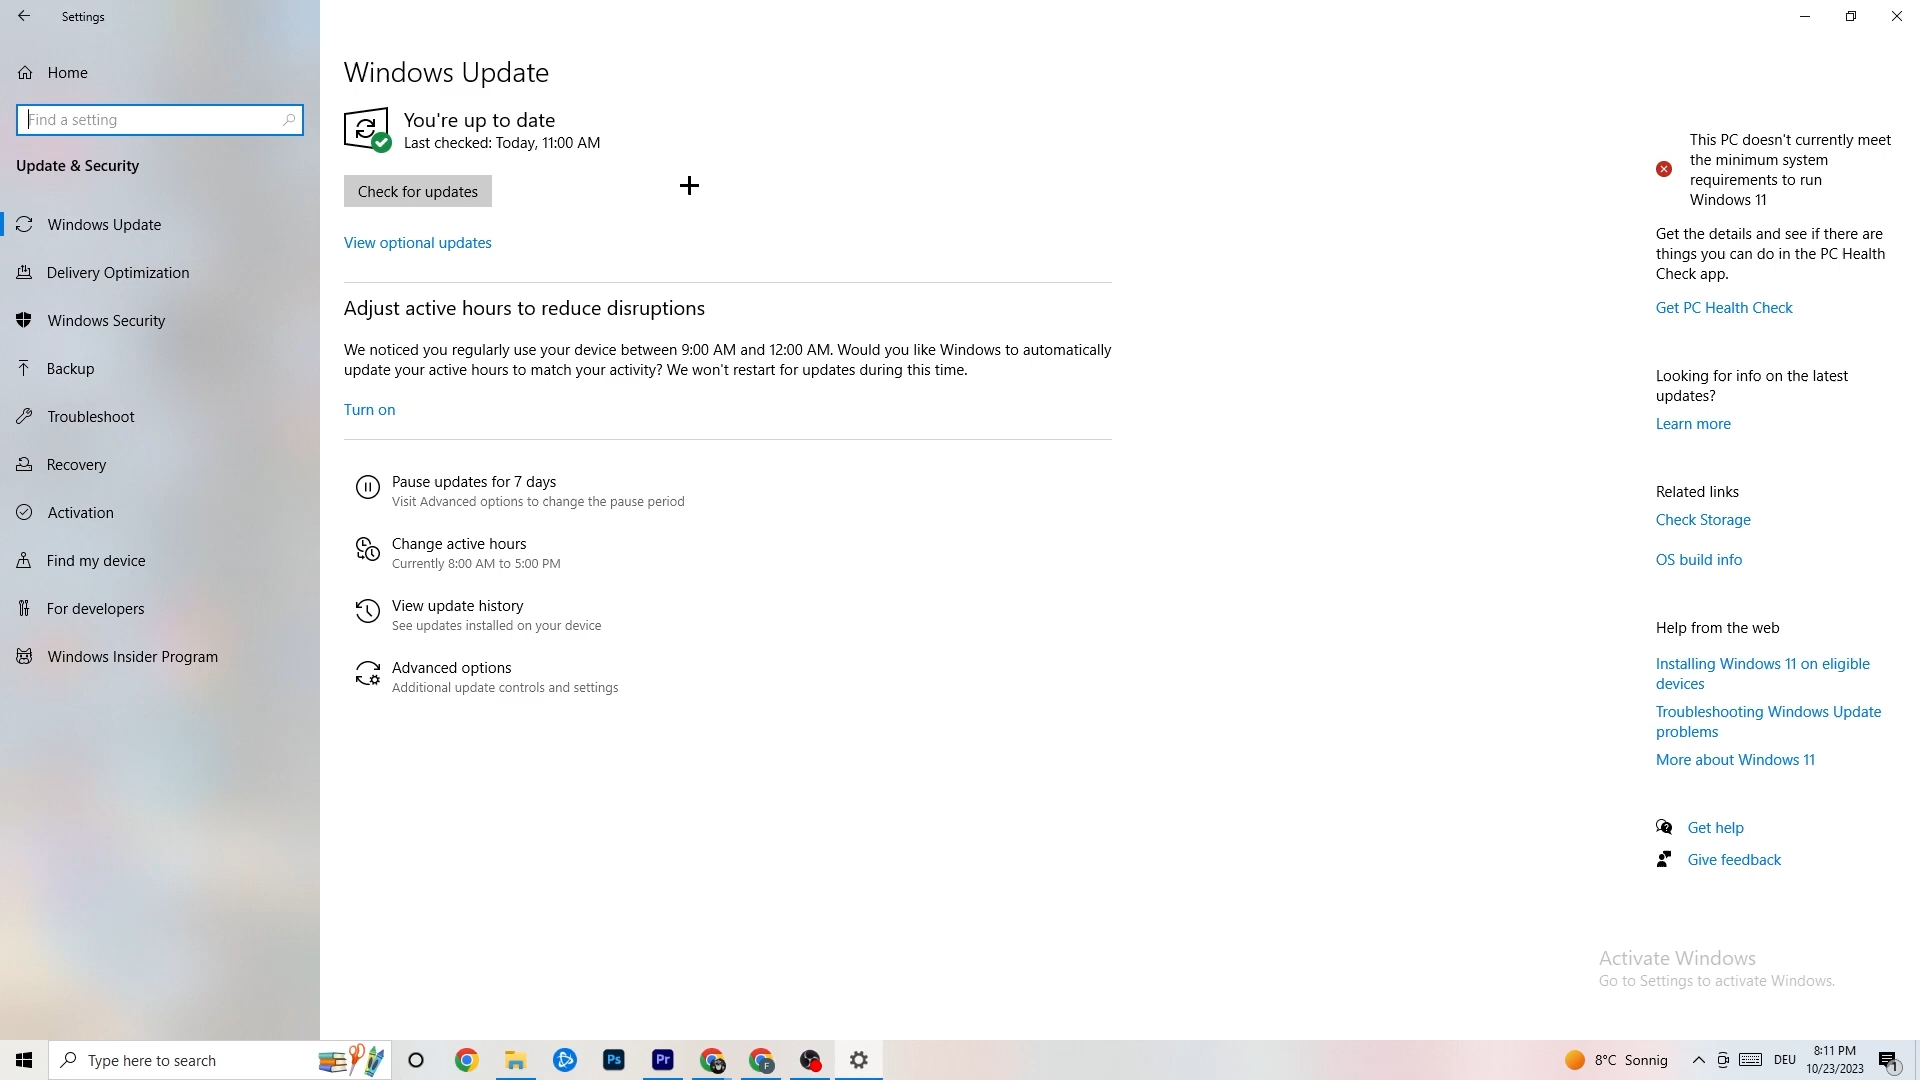 Settings
Home
Find a setting
Update & Security
Windows Update
Delivery Optimization
Windows Security
Backup
Troubleshoot
Recovery
Activation
Find my device
For developers
Windows Insider Program
Windows Update
You're up to date
Last checked: Today, 11:00 AM
Check for updates
View optional updates
Adjust active hours to reduce disruptions
We noticed you regularly use your device between 9:00 AM and 12:00 AM. Would you like Windows to automatically
update your active hours to match your activity? We won't restart for updates during this time.
Turn on
Pause updates for 7 days
Visit Advanced options to change the pause period
Change active hours
Currently 8:00 AM to 5:00 PM
View update history
See updates installed on your device
Advanced options
Additional update controls and settings
This PC doesn't currently meet
the minimum system
requirements to run
Windows 11
Get the details and see if there are
things you can do in the PC Health
Check app.
Get PC Health Check
Looking for info on the latest
updates?
Learn more
Related links
Check Storage
OS build info
Help from the web
Installing Windows 11 on eligible
devices
Troubleshooting Windows Update
problems
More about Windows 11
Get help
Give feedback
Activate Windows
Go to Settings to activate Windows.
Type here to search
Ps
Pr
F
8°C Sonnig
DEU
8:11 PM
10/23/2023
1